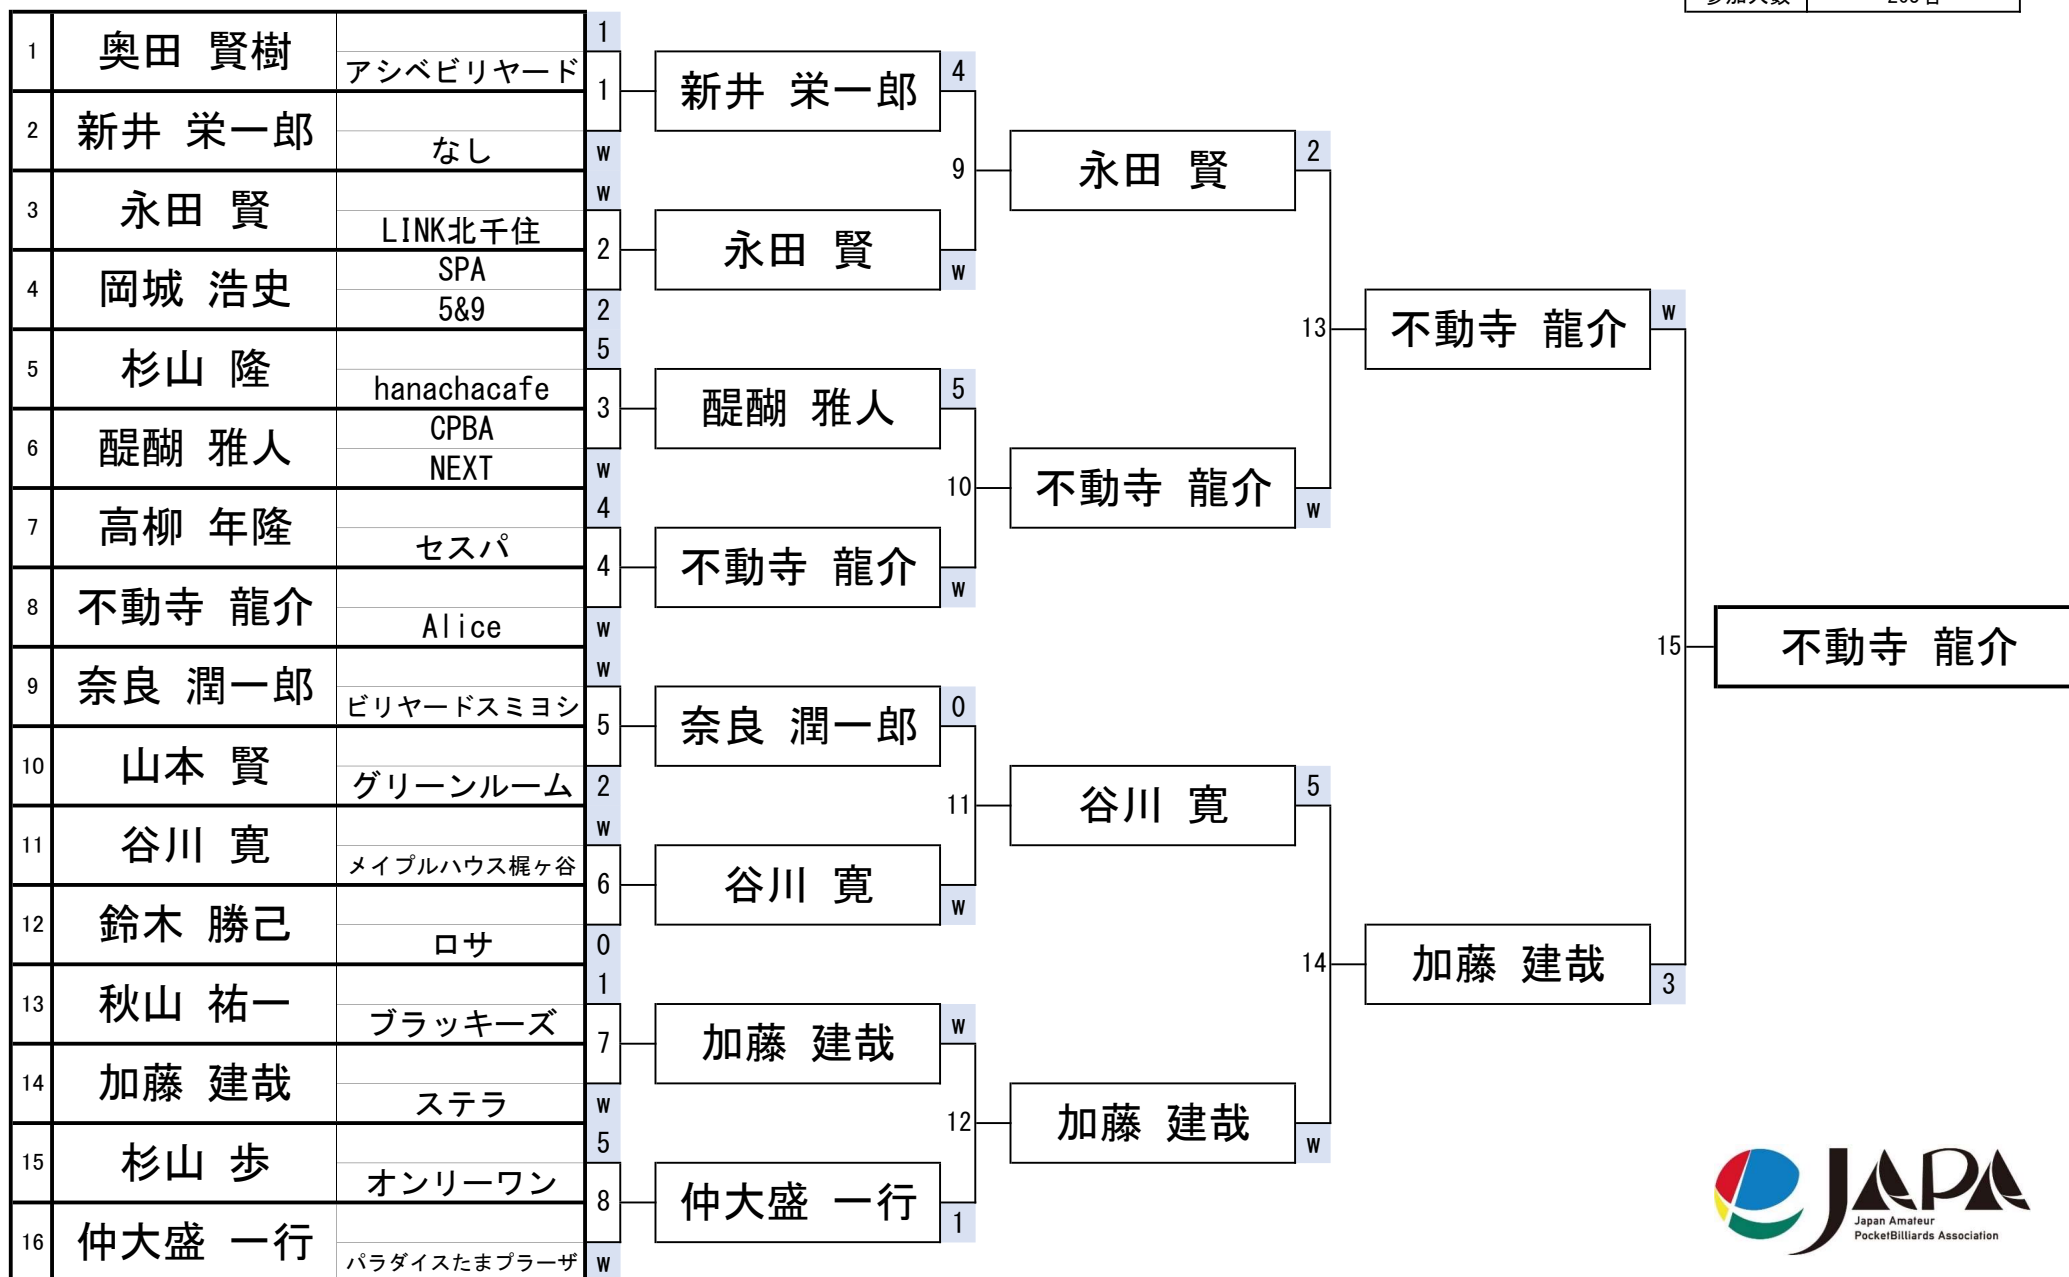 1 奥田 賢樹 アシベビリヤード 1
2 新井 栄一郎 なし W
3 永田 賢 LINK北千住 W
4 岡城 浩史 SPA 5&9 2
5 杉山 隆 hanachacafe 5
6 醍醐 雅人 CPBA NEXT W
7 高柳 年隆 セスパ 4
8 不動寺 龍介 Alice W
9 奈良 潤一郎 ビリヤードスミヨシ W
10 山本 賢 グリーンルーム 2
11 谷川 寛 メイプルハウス梶ヶ谷 W
12 鈴木 勝己 ロサ 0
13 秋山 祐一 ブラッキーズ 1
14 加藤 建哉 ステラ W
15 杉山 歩 オンリーワン 5
16 仲大盛 一行 パラダイスたまプラーザ W
1 新井 栄一郎 4
2 永田 賢 W
3 醍醐 雅人 5
4 不動寺 龍介 W
5 奈良 潤一郎 0
6 谷川 寛 W
7 加藤 建哉 W
8 仲大盛 一行 1
9 永田 賢 2
10 不動寺 龍介 W
11 谷川 寛 5
12 加藤 建哉 W
13 不動寺 龍介 W
14 加藤 建哉 3
15 不動寺 龍介
JAPA
Japan Amateur
PocketBilliards Association